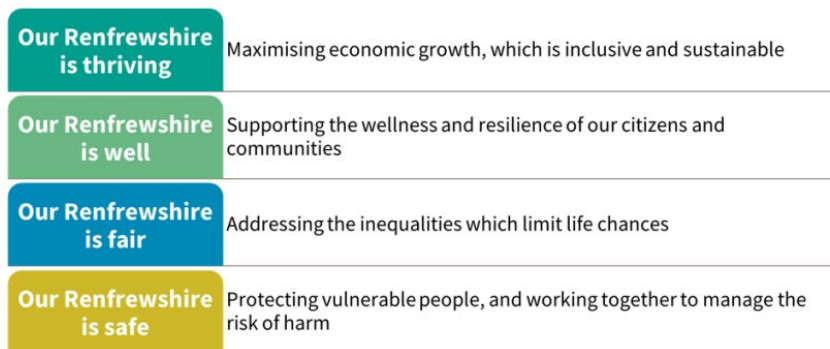 Our Renfrewshire
is thriving
Maximising economic growth, which is inclusive and sustainable
Our Renfrewshire
is well
Supporting the wellness and resilience of our citizens and
communities
Our Renfrewshire
is fair
Addressing the inequalities which limit life chances
Our Renfrewshire
is safe
Protecting vulnerable people, and working together to manage the
risk of harm